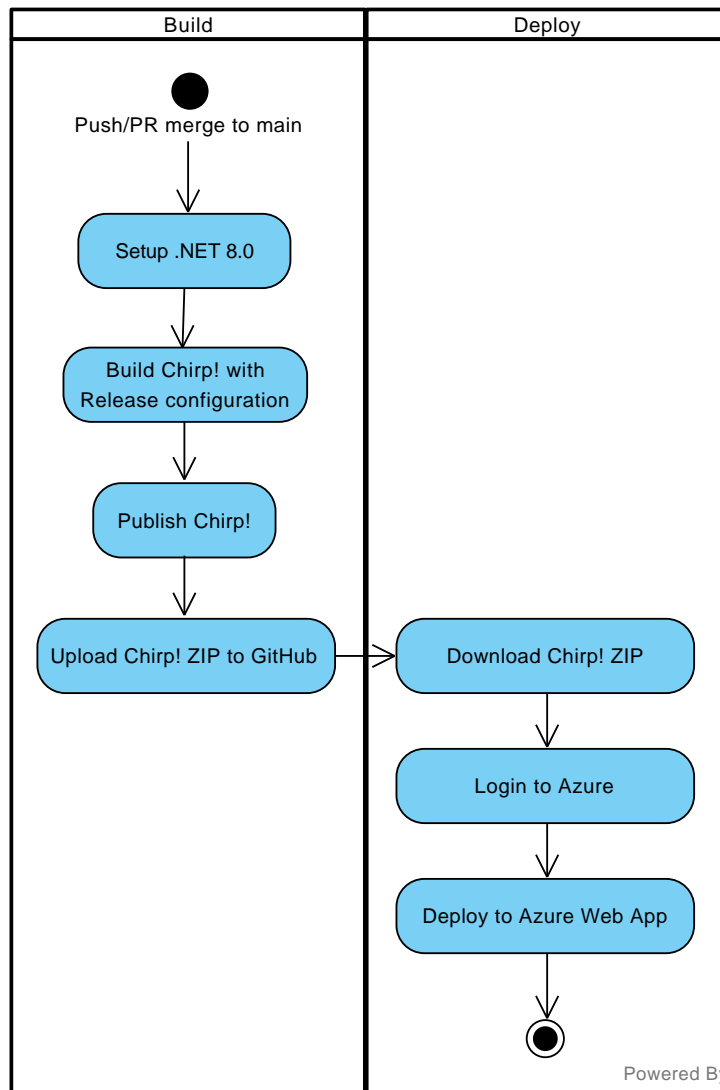 Build
Deploy
Push/PR merge to main
Setup .NET 8.0
Build Chirp! with
Release configuration
Publish Chirp!
Upload Chirp! ZIP to GitHub
Download Chirp! ZIP
Login to Azure
Deploy to Azure Web App
Powered By